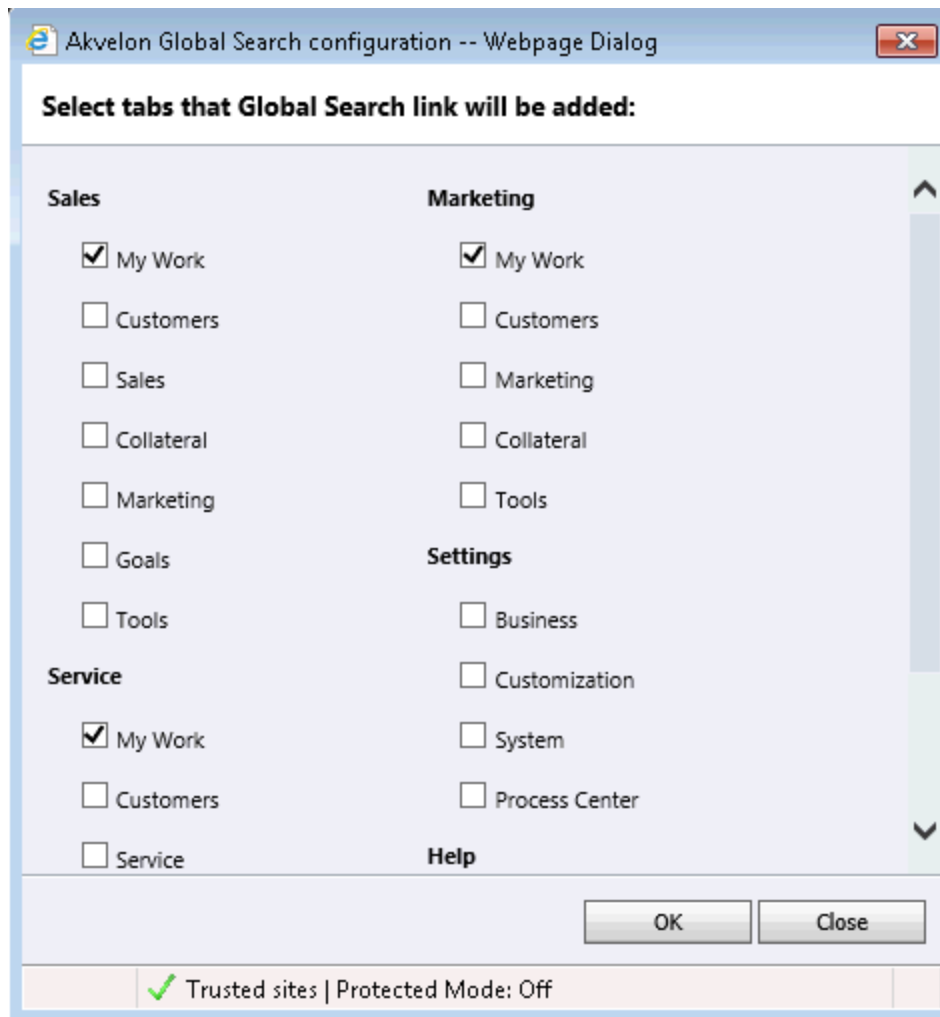 Akvelon Global Search configuration -- Webpage Dialog
Select tabs that Global Search link will be added:
Sales
My Work
Customers
Sales
Collateral
Marketing
Goals
Tools
Service
My Work
Customers
Service
Marketing
My Work
Customers
Marketing
Collateral
Tools
Settings
Business
Customization
System
Process Center
Help
OK
Close
Trusted sites | Protected Mode: Off